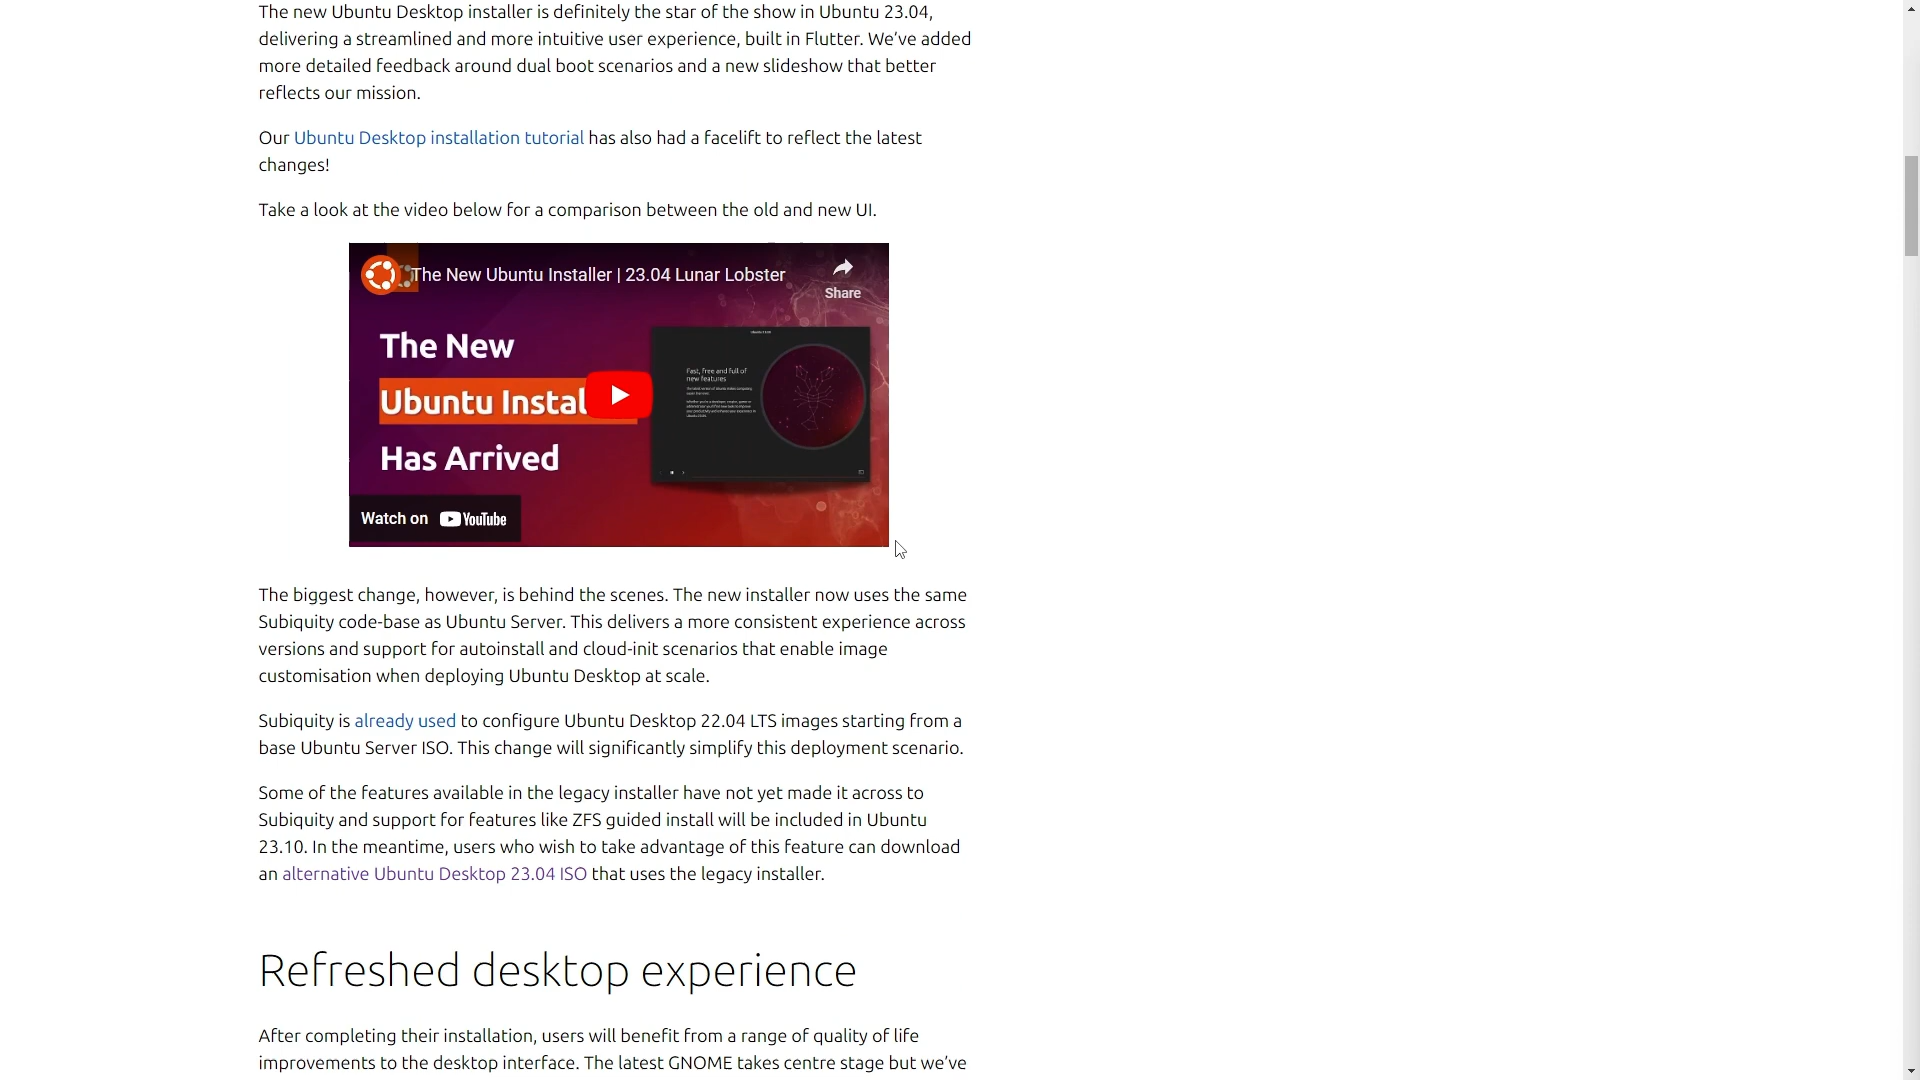 The new Ubuntu Desktop installer is definitely the star of the show in Ubuntu 23.04,
delivering a streamlined and more intuitive user experience, built in Flutter. We’ve added
more detailed feedback around dual boot scenarios and a new slideshow that better
reflects our mission.
Our Ubuntu Desktop installation tutorial has also had a facelift to reflect the latest
changes!
Take a look at the video below for a comparison between the old and new UI.
The New Ubuntu Installer | 23.04 Lunar Lobster
Share
The New
Ubuntu Instal
Has Arrived
Fast, free and full of
new features
Watch on YouTube
The biggest change, however, is behind the scenes. The new installer now uses the same
Subiquity code-base as Ubuntu Server. This delivers a more consistent experience across
versions and support for autoinstall and cloud-init scenarios that enable image
customisation when deploying Ubuntu Desktop at scale.
Subiquity is already used to configure Ubuntu Desktop 22.04 LTS images starting from a
base Ubuntu Server ISO. This change will significantly simplify this deployment scenario.
Some of the features available in the legacy installer have not yet made it across to
Subiquity and support for features like ZFS guided install will be included in Ubuntu
23.10. In the meantime, users who wish to take advantage of this feature can download
an alternative Ubuntu Desktop 23.04 ISO that uses the legacy installer.
Refreshed desktop experience
After completing their installation, users will benefit from a range of quality of life
improvements to the desktop interface. The latest GNOME takes centre stage but we’ve